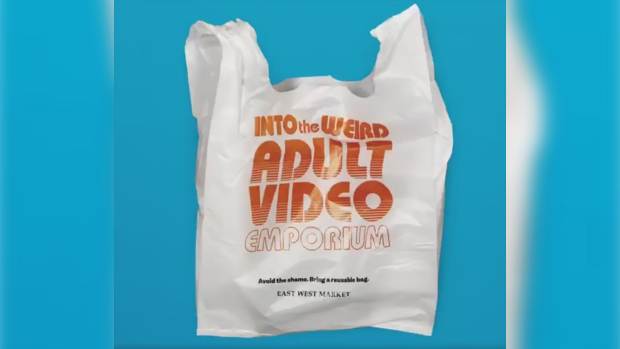 INTO the WEIRD
ADULT
VIDEO
EMPORIUM
Avoid the shame. Bring a reusable bag.
EAST WEST MARKET